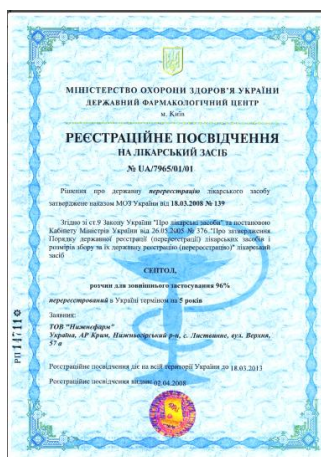 МІНІСТЕРСТВО ОХОРОНИ ЗДОРОВ'Я УКРАЇНИ
ДЕРЖАВНИЙ ФАРМАКОЛОГІЧНИЙ ЦЕНТР
м. Київ
РЕЄСТРАЦІЙНЕ ПОСВІДЧЕННЯ
НА ЛІКАРСЬКИЙ ЗАСІБ
№ UA/7965/01/01
Рішення про державну перереєстрацію лікарського засобу
затверджене наказом МОЗ України від 18.03.2008 № 139
Згідно зі ст.9 Закону України "Про лікарські засоби" та постановою
Кабінету Міністрів України від 26.05.2005 № 376 "Про затвердження
Порядку державної реєстрації (перереєстрації) лікарських засобів і
розмірів збору за їх державну реєстрацію (перереєстрацію)" лікарський
засіб
СЕПТОЛ,
розчин для зовнішнього застосування 96%
перереєстрований в Україні терміном на 5 років
Заявник:
ТОВ "Нижнефарм"
Україна, АР Крим, Нижньогірський р-н, с. Листвяне, вул. Верхня,
57-а
Реєстраційне посвідчення діє на всій території України до 18.03.2013
Реєстраційне посвідчення видане 02.04.2008
РП 14711